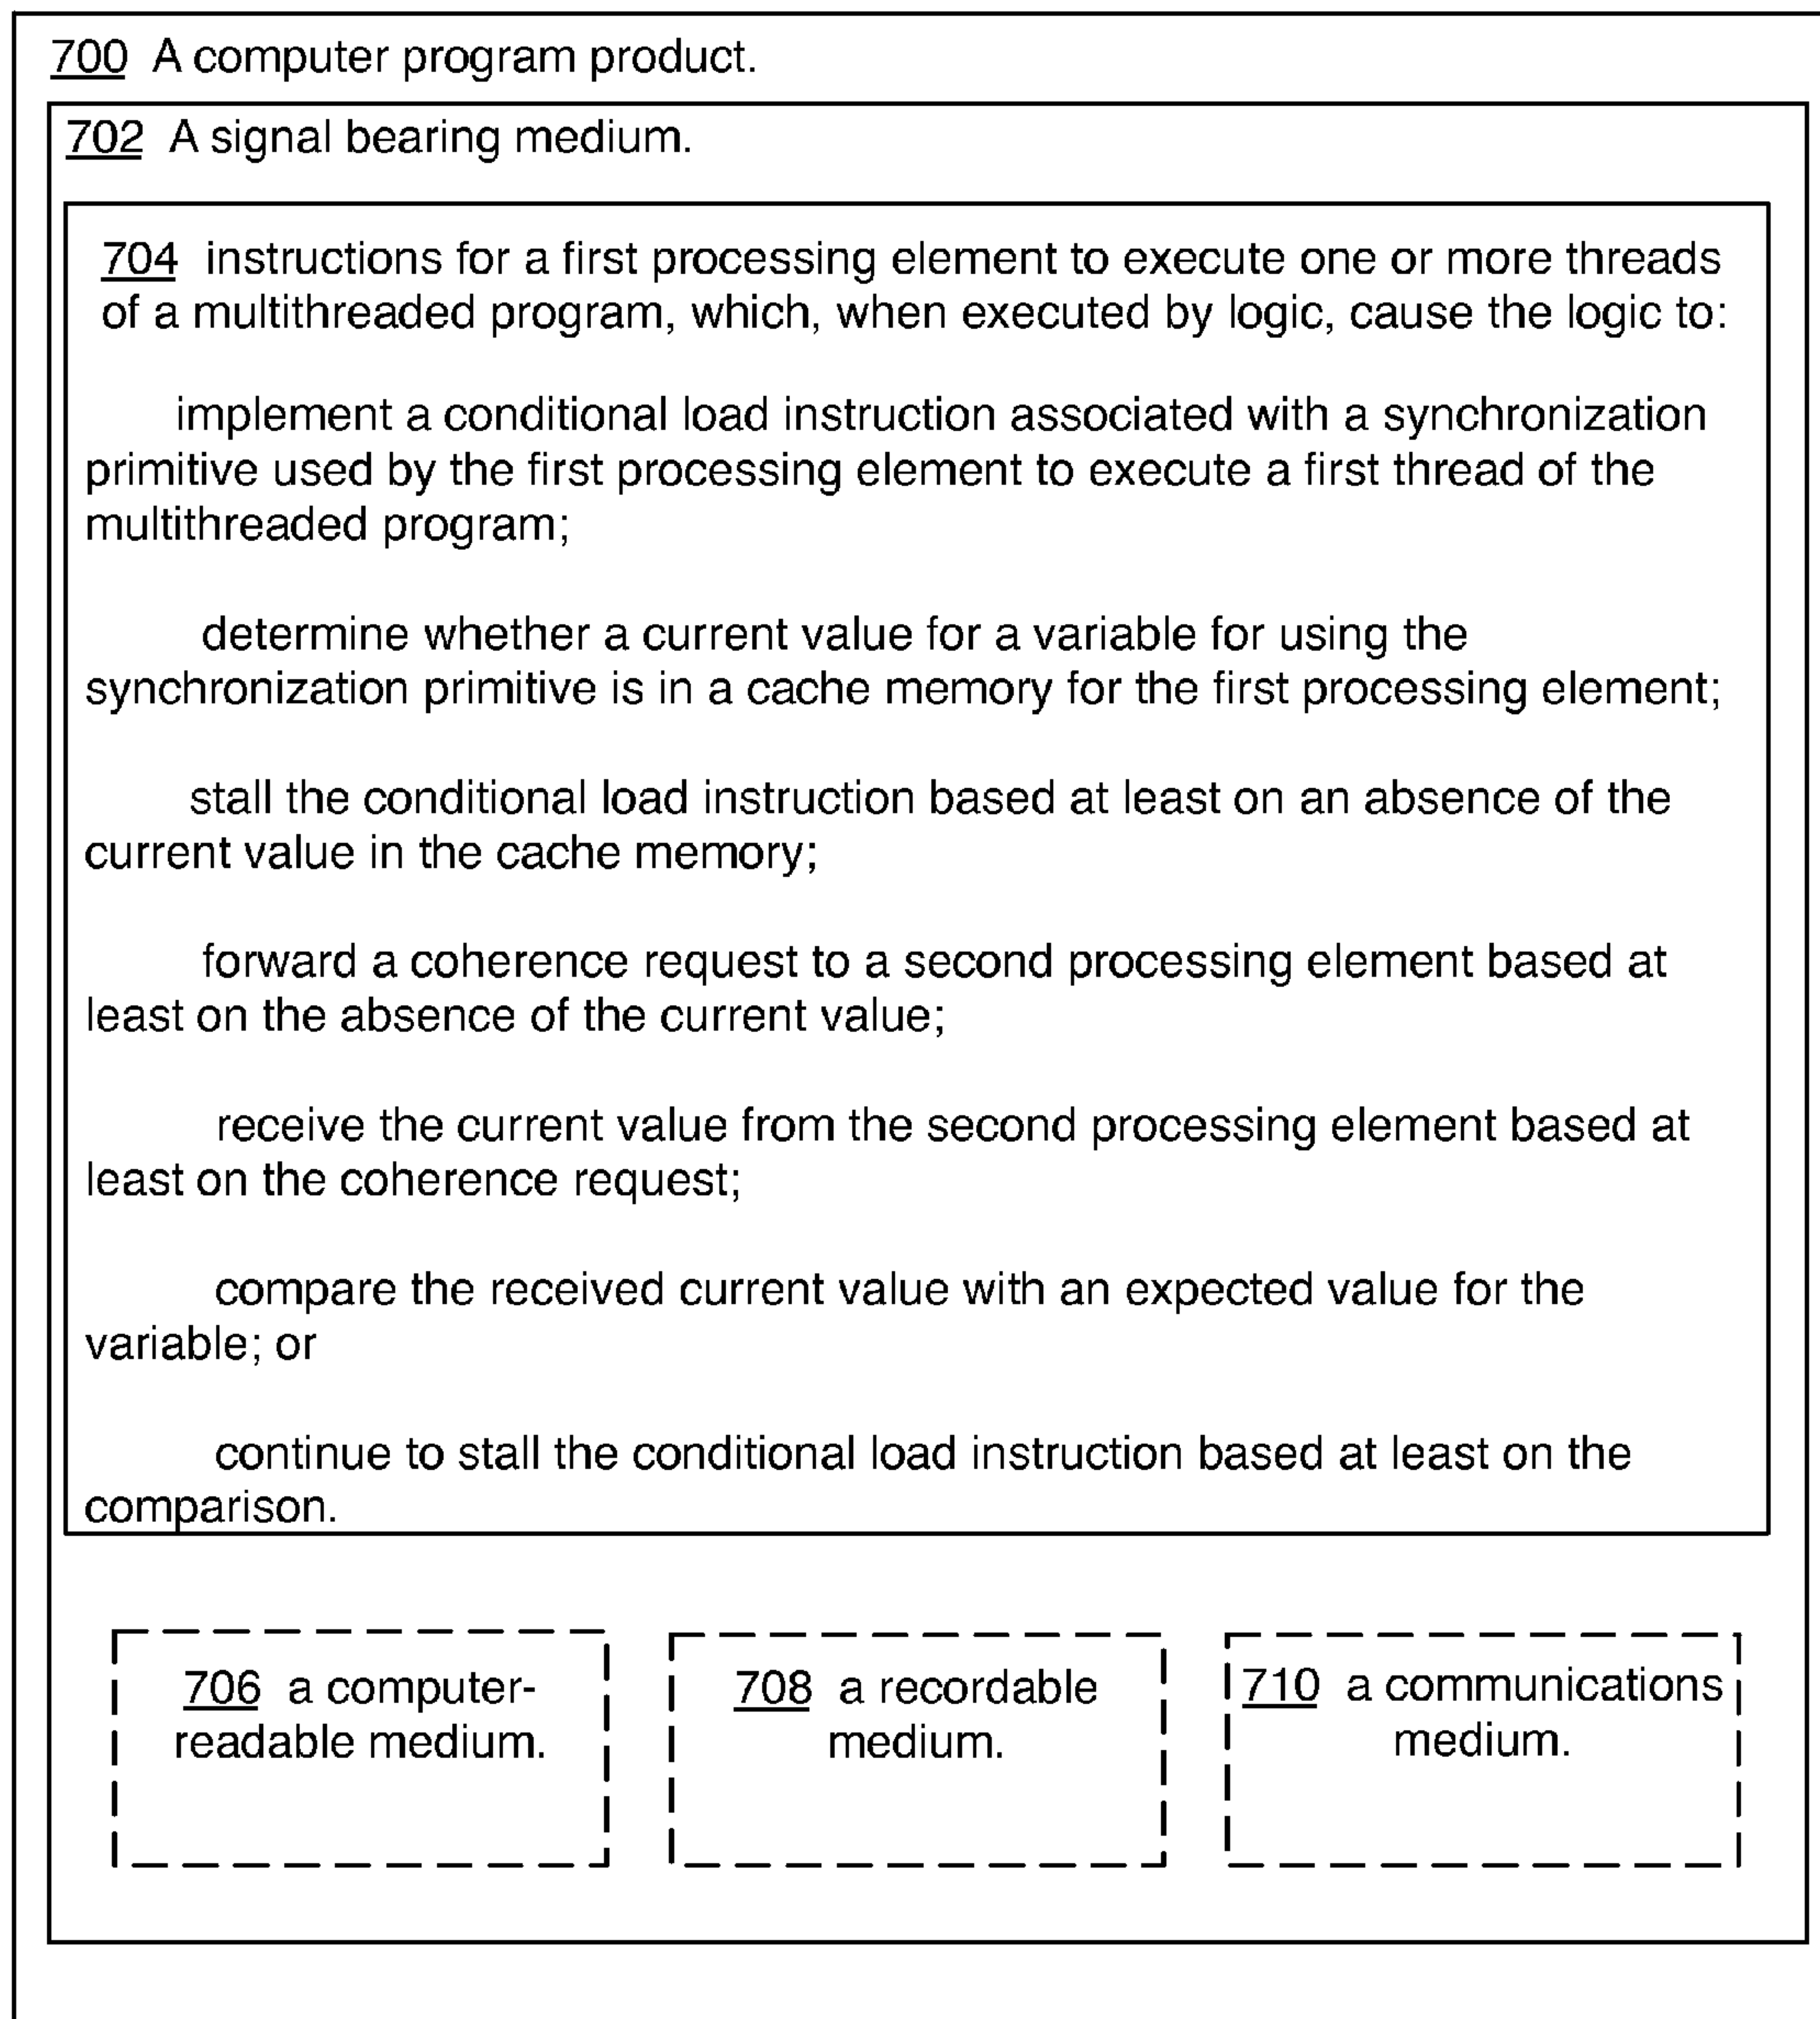 700 A computer program product.
702 A signal bearing medium.
704 instructions for a first processing element to execute one or more threads
of a multithreaded program, which, when executed by logic, cause the logic to:
implement a conditional load instruction associated with a synchronization
primitive used by the first processing element to execute a first thread of the
multithreaded program;
determine whether a current value for a variable for using the
synchronization primitive is in a cache memory for the first processing element;
stall the conditional load instruction based at least on an absence of the
current value in the cache memory;
forward a coherence request to a second processing element based at
least on the absence of the current value;
receive the current value from the second processing element based at
least on the coherence request;
compare the received current value with an expected value for the
variable; or
continue to stall the conditional load instruction based at least on the
comparison.
706 a computer-
readable medium.
708 a recordable
medium.
710 a communications
medium.